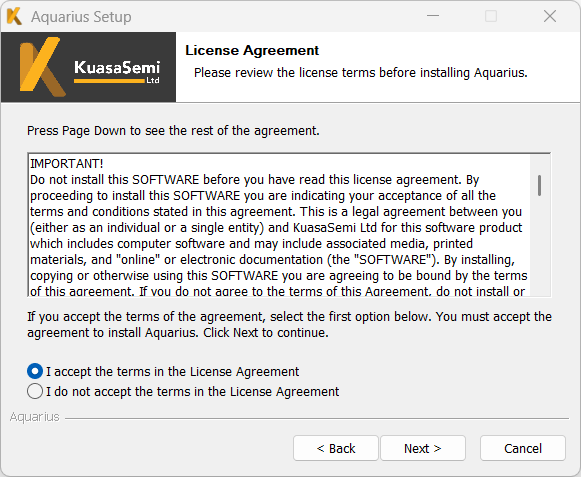 Aquarius Setup
KuasaSemi
Ltd
License Agreement
Please review the license terms before installing Aquarius.
Press Page Down to see the rest of the agreement.
IMPORTANT!
Do not install this SOFTWARE before you have read this license agreement. By
proceeding to install this SOFTWARE you are indicating your acceptance of all the
terms and conditions stated in this agreement. This is a legal agreement between you
(either as an individual or a single entity) and KuasaSemi Ltd for this software product
which includes computer software and may include associated media, printed
materials, and "online" or electronic documentation (the "SOFTWARE"). By installing,
copying or otherwise using this SOFTWARE you are agreeing to be bound by the terms
of this agreement. If you do not agree to the terms of this Agreement, do not install or
If you accept the terms of the agreement, select the first option below. You must accept the
agreement to install Aquarius. Click Next to continue.
I accept the terms in the License Agreement
I do not accept the terms in the License Agreement
Aquarius
< Back
Next >
Cancel